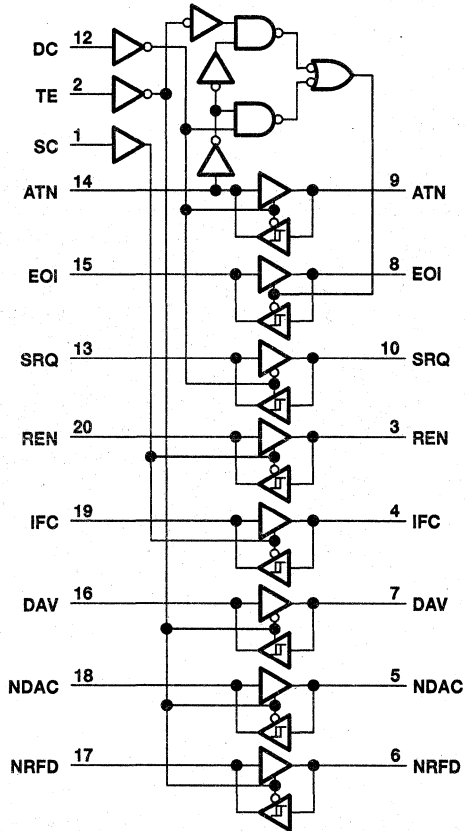 DC 12
TE 2
SC 1
ATN 14 9 ATN
EOI 15 8 EOI
SRQ 13 10 SRQ
REN 20 3 REN
IFC 19 4 IFC
DAV 16 7 DAV
NDAC 18 5 NDAC
NRFD 17 6 NRFD